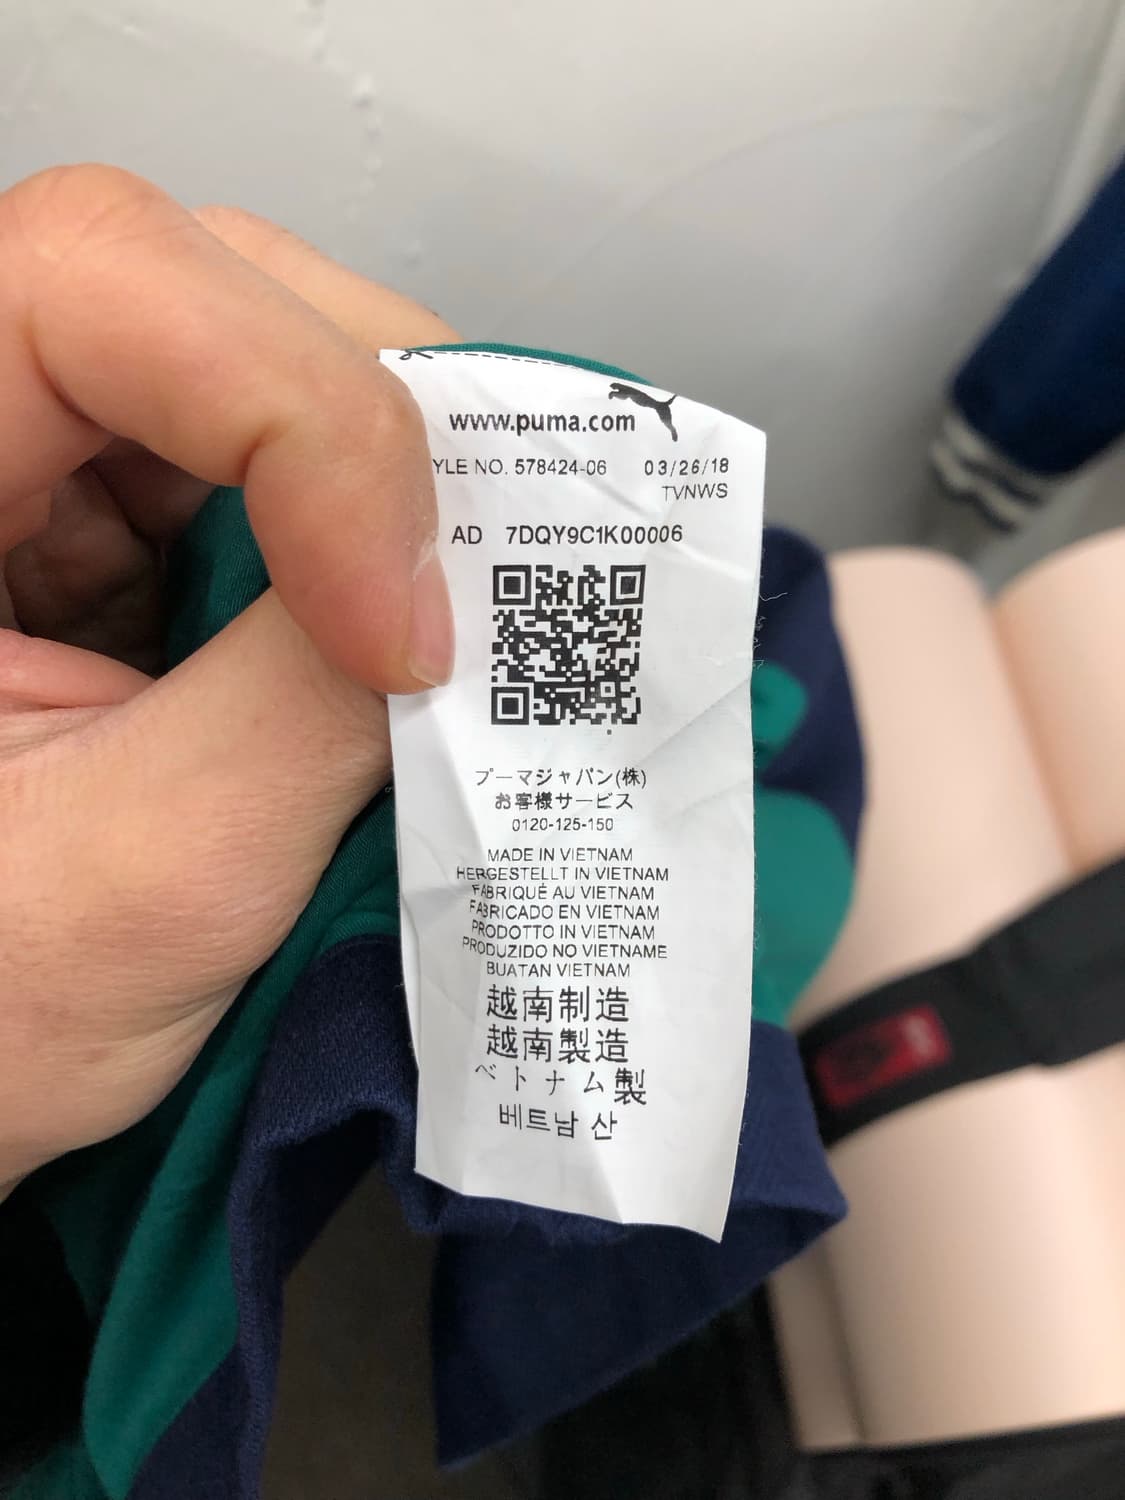 www.puma.com
YLE NO. 578424-06 03/26/18
TVNWS
AD 7DQY9C1K00006
プーマジャパン(株)
お客様サービス
0120-125-150
MADE IN VIETNAM
HERGESTELLT IN VIETNAM
FABRIQUÉ AU VIETNAM
FABRICADO EN VIETNAM
PRODOTTO IN VIETNAM
PRODUZIDO NO VIETNAME
BUATAN VIETNAM
越南制造
越南製造
ベトナム製
베트남 산